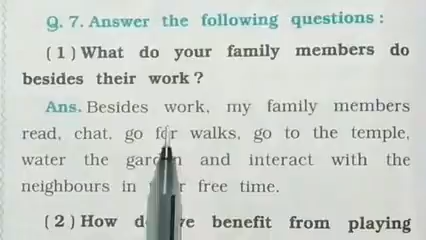 Q. 7. Answer the following questions :
( 1 ) What do your family members do
besides their work ?
Ans. Besides work, my family members
read, chat, go for walks, go to the temple,
water the garden and interact with the
neighbours in free time.
( 2 ) How benefit from playing